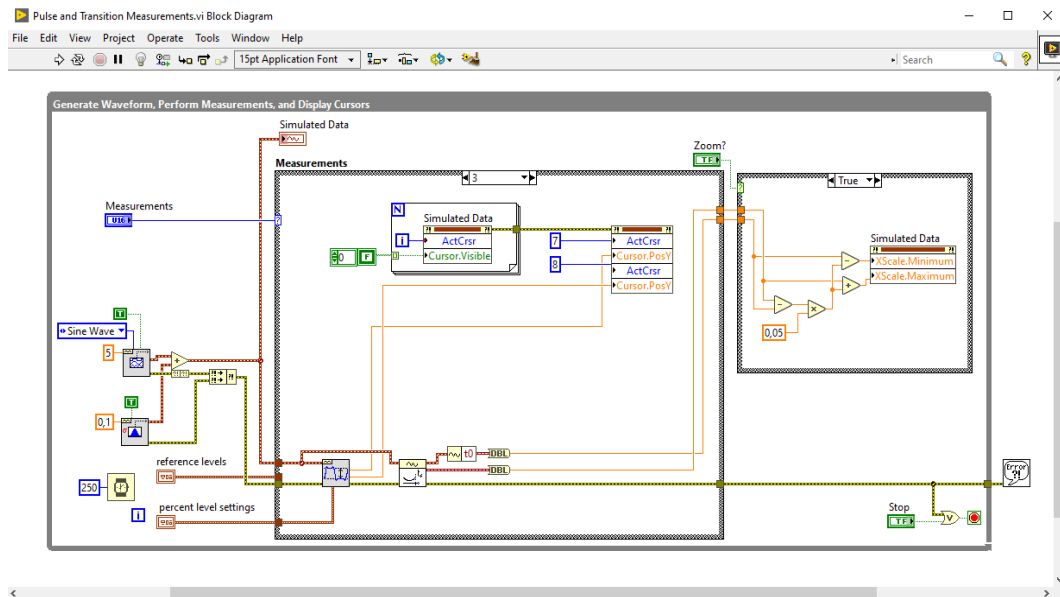 Pulse and Transition Measurements.vi Block Diagram
File Edit View Project Operate Tools Window Help
15pt Application Font
Search
Generate Waveform, Perform Measurements, and Display Cursors
Simulated Data
Measurements
3
Zoom?
TF
True
Measurements
U16
N
Simulated Data
i
ActCrsr
Cursor.Visible
0
F
7
ActCrsr
Cursor.PosY
8
ActCrsr
Cursor.PosY
Simulated Data
XScale.Minimum
XScale.Maximum
0,05
T
Sine Wave
5
T
0,1
t0
DBL
DBL
reference levels
250
percent level settings
i
Error
?!
Stop
TF